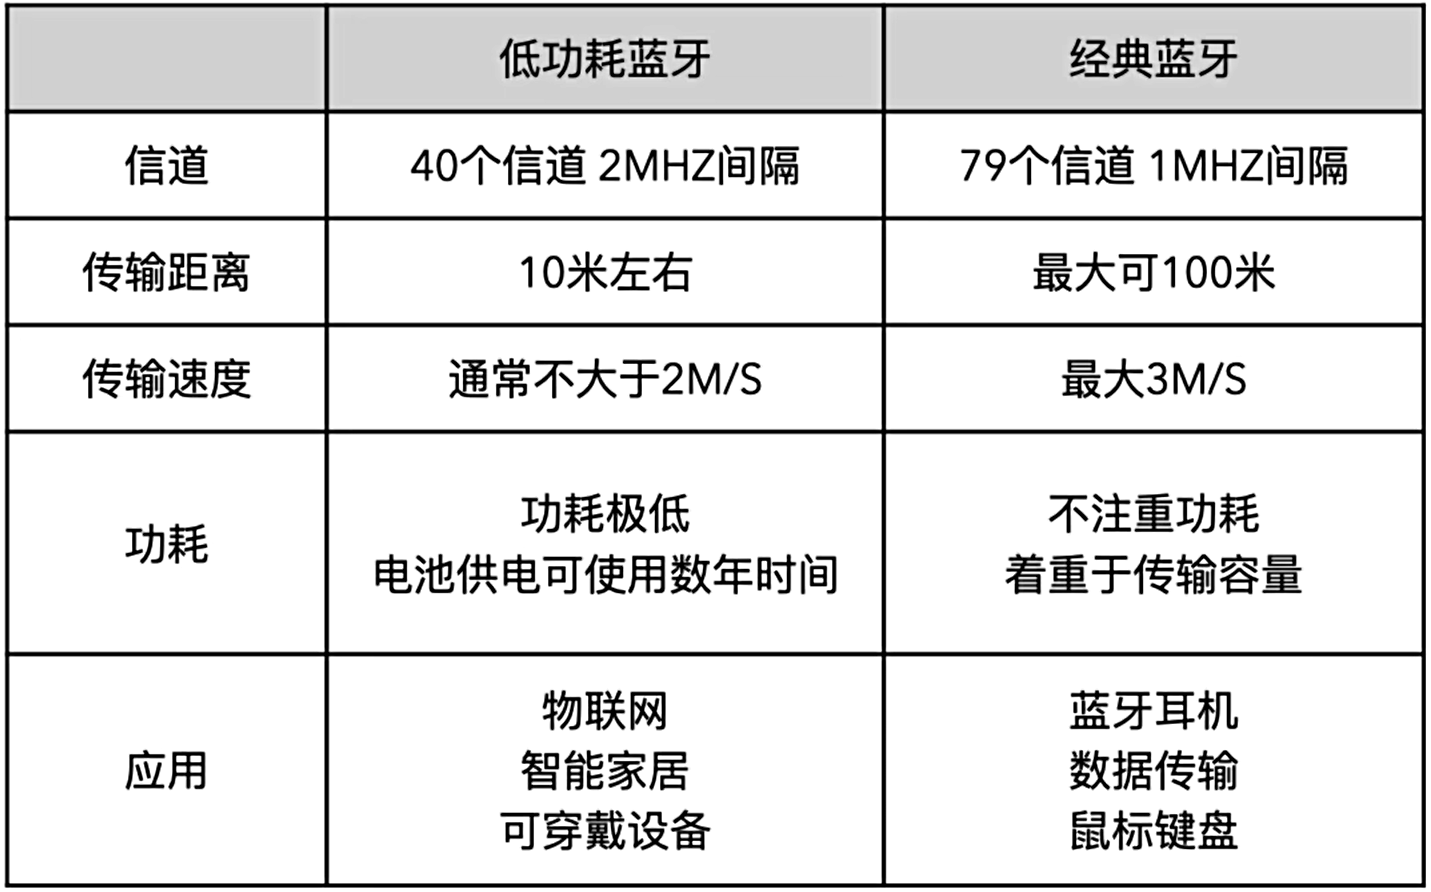 低功耗蓝牙 经典蓝牙
信道 40个信道 2MHZ间隔 79个信道 1MHZ间隔
传输距离 10米左右 最大可100米
传输速度 通常不大于2M/S 最大3M/S
功耗 功耗极低 不注重功耗
电池供电可使用数年时间 着重于传输容量
物联网 蓝牙耳机
应用 智能家居 数据传输
可穿戴设备 鼠标键盘